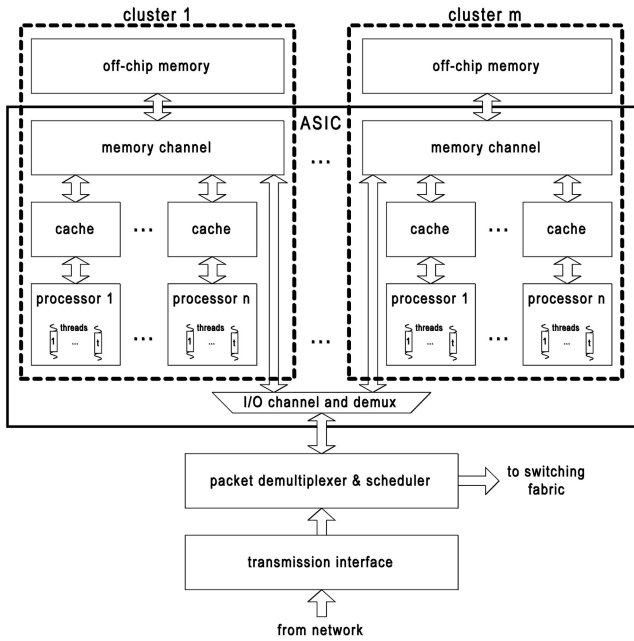 cluster 1
cluster m
off-chip memory
off-chip memory
ASIC
memory channel
...
memory channel
cache
...
cache
cache
...
cache
processor 1
processor n
processor 1
processor n
threads
threads
threads
threads
1 ... t
...
1 ... t
...
1 ... t
...
1 ... t
I/O channel and demux
packet demultiplexer & scheduler
to switching
fabric
transmission interface
from network